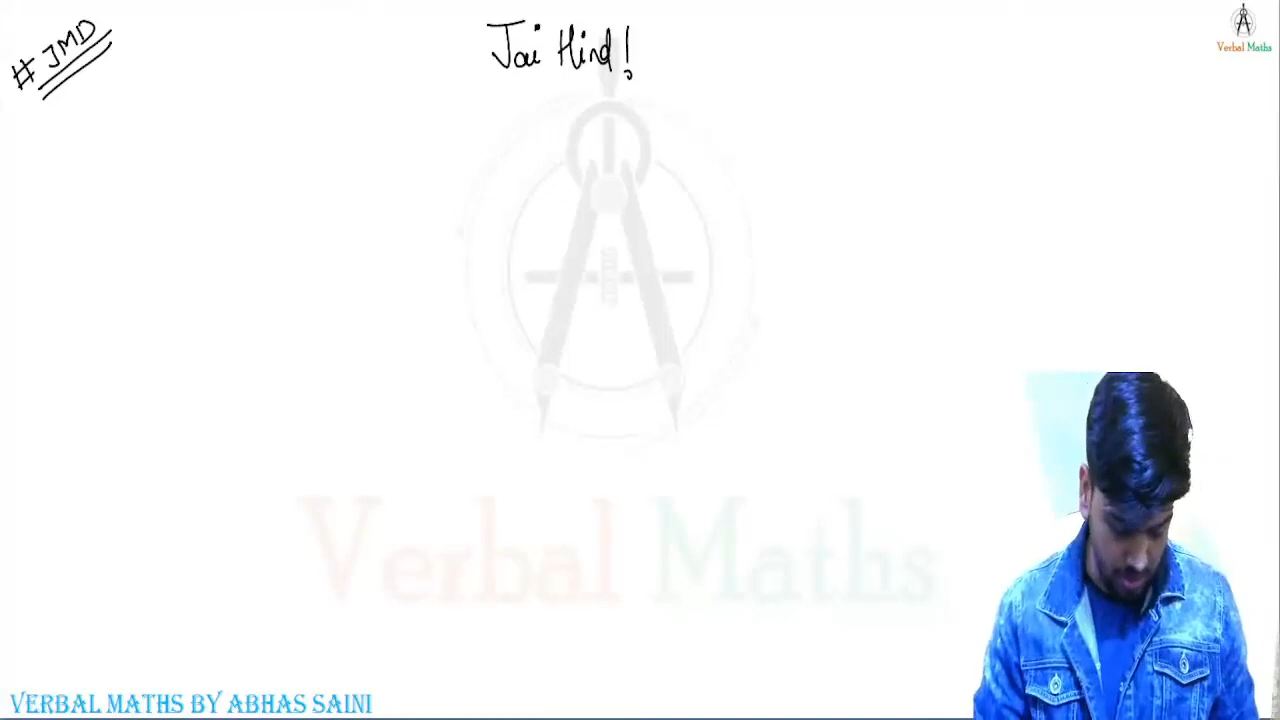 # JMD
Jai Hind!
Verbal Maths
Verbal Maths
VERBAL MATHS BY ABHAS SAINI